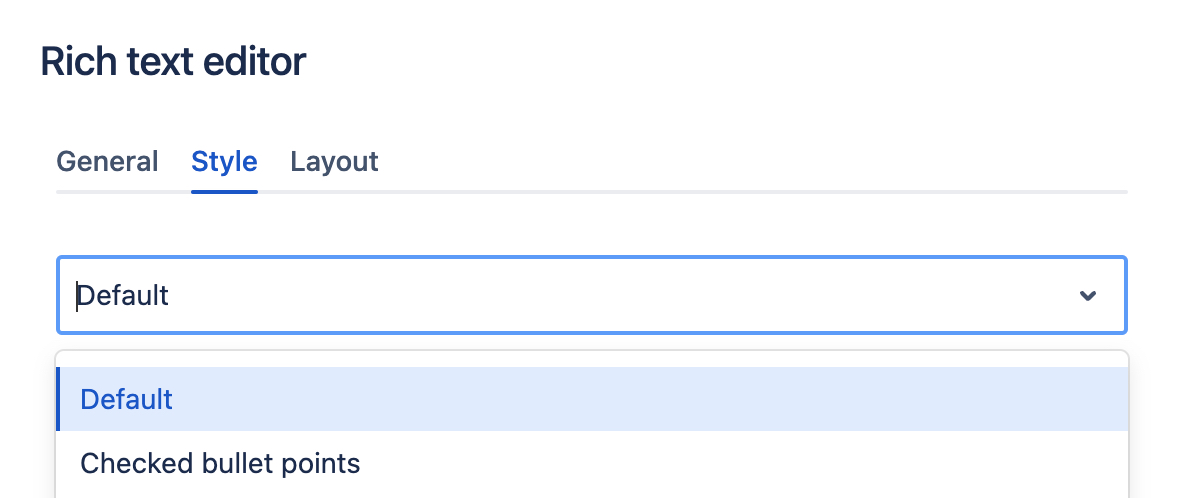 Rich text editor
General Style Layout
Default
Default
Checked bullet points